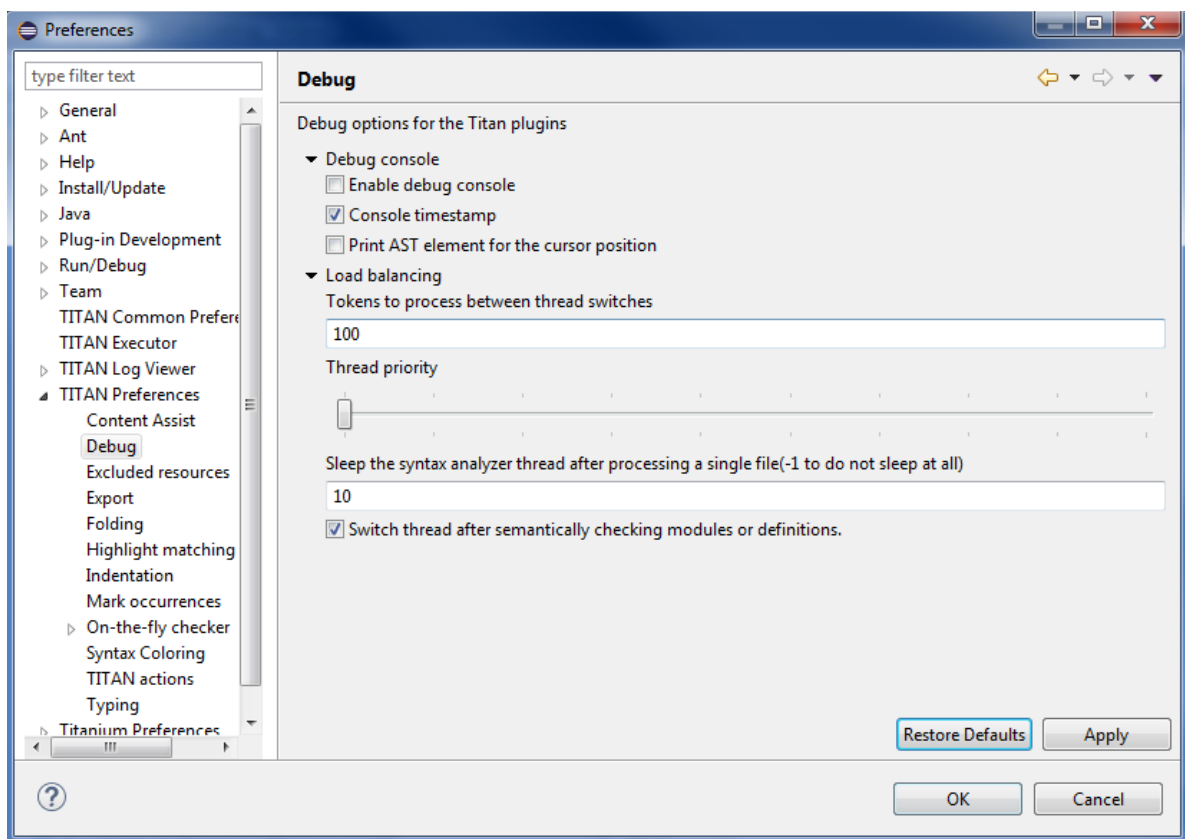 Preferences
type filter text
General
Ant
Help
Install/Update
Java
Plug-in Development
Run/Debug
Team
TITAN Common Prefere
TITAN Executor
TITAN Log Viewer
TITAN Preferences
Content Assist
Debug
Excluded resources
Export
Folding
Highlight matching
Indentation
Mark occurrences
On-the-fly checker
Syntax Coloring
TITAN actions
Typing
Titanium Preferences
Debug
Debug options for the Titan plugins
Debug console
Enable debug console
Console timestamp
Print AST element for the cursor position
Load balancing
Tokens to process between thread switches
100
Thread priority
Sleep the syntax analyzer thread after processing a single file(-1 to do not sleep at all)
10
Switch thread after semantically checking modules or definitions.
Restore Defaults
Apply
OK
Cancel